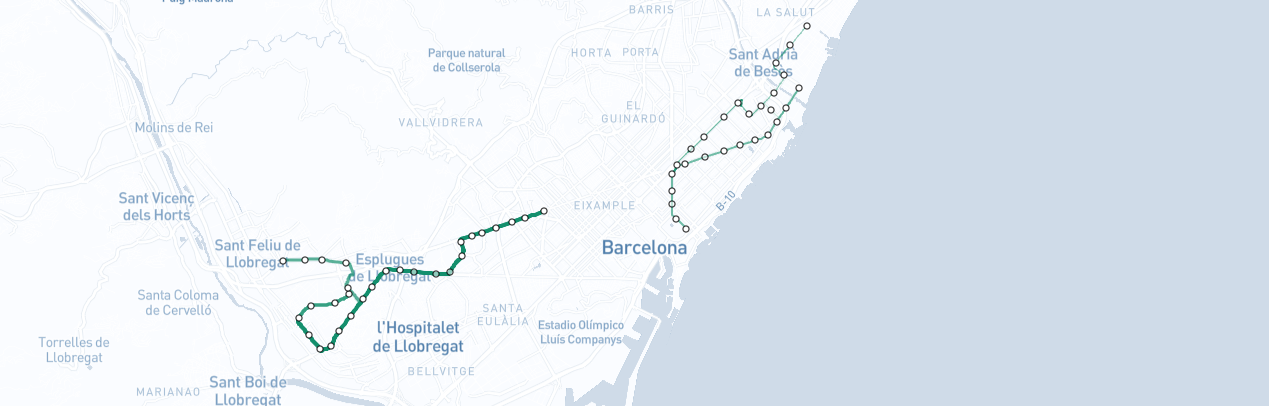 Puig Madrona
BARRIS
LA SALUT
Parque natural
de Collserola
HORTA
PORTA
Sant Adrià
de Besòs
EL
GUINARDÓ
VALLVIDRERA
Molins de Rei
Sant Vicenç
dels Horts
EIXAMPLE
B-10
Sant Feliu de
Llobregat
Barcelona
Esplugues
de Llobregat
Santa Coloma
de Cervelló
SANTA
EULÀLIA
l'Hospitalet
de Llobregat
Estadio Olímpico
Lluís Companys
Torrelles de
Llobregat
BELLVITGE
MARIANAO
Sant Boi de
Llobregat